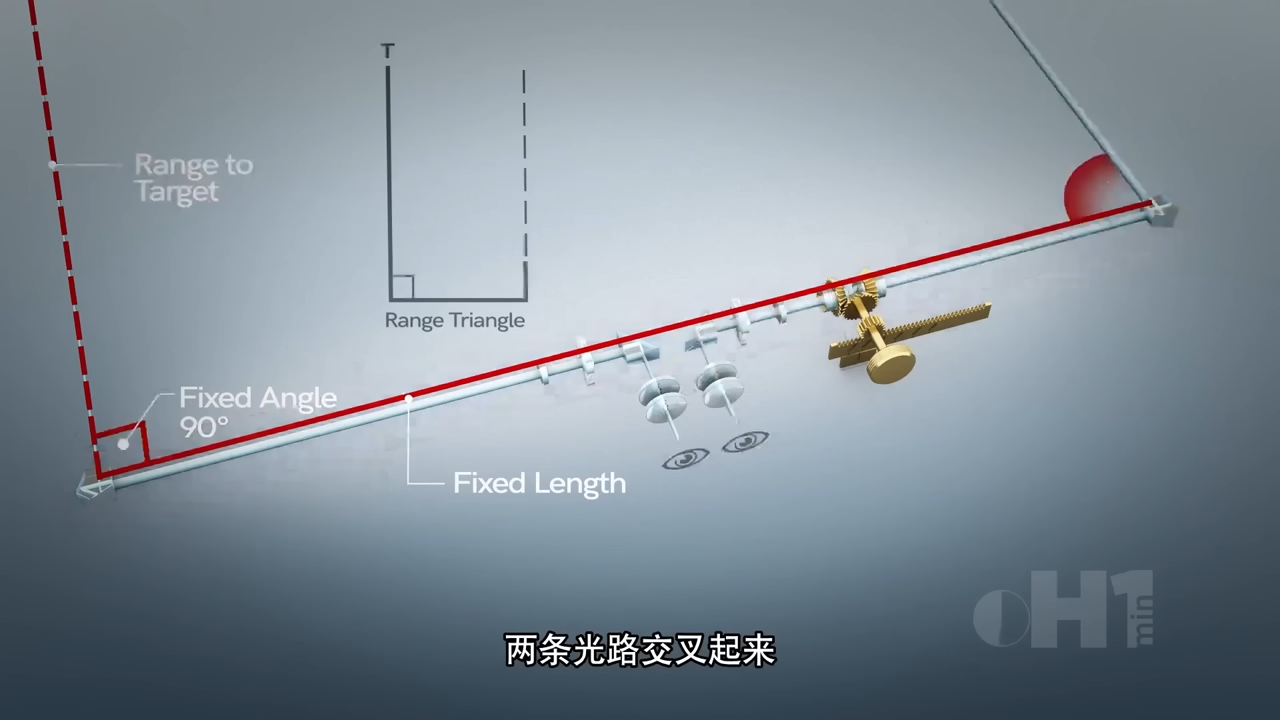 T
Range to
Target
Range Triangle
Fixed Angle
90°
Fixed Length
oH1
min
两条光路交叉起来